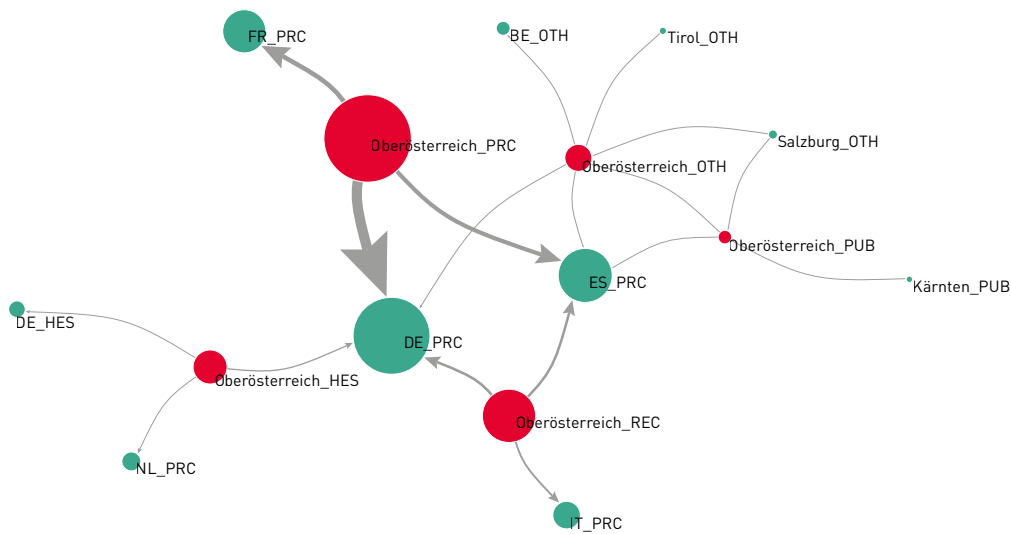 FR_PRC
BE_OTH
Tirol_OTH
Oberösterreich_PRC
Salzburg_OTH
Oberösterreich_OTH
Oberösterreich_PUB
ES_PRC
Kärnten_PUB
DE_HES
DE_PRC
Oberösterreich_HES
Oberösterreich_REC
NL_PRC
IT_PRC